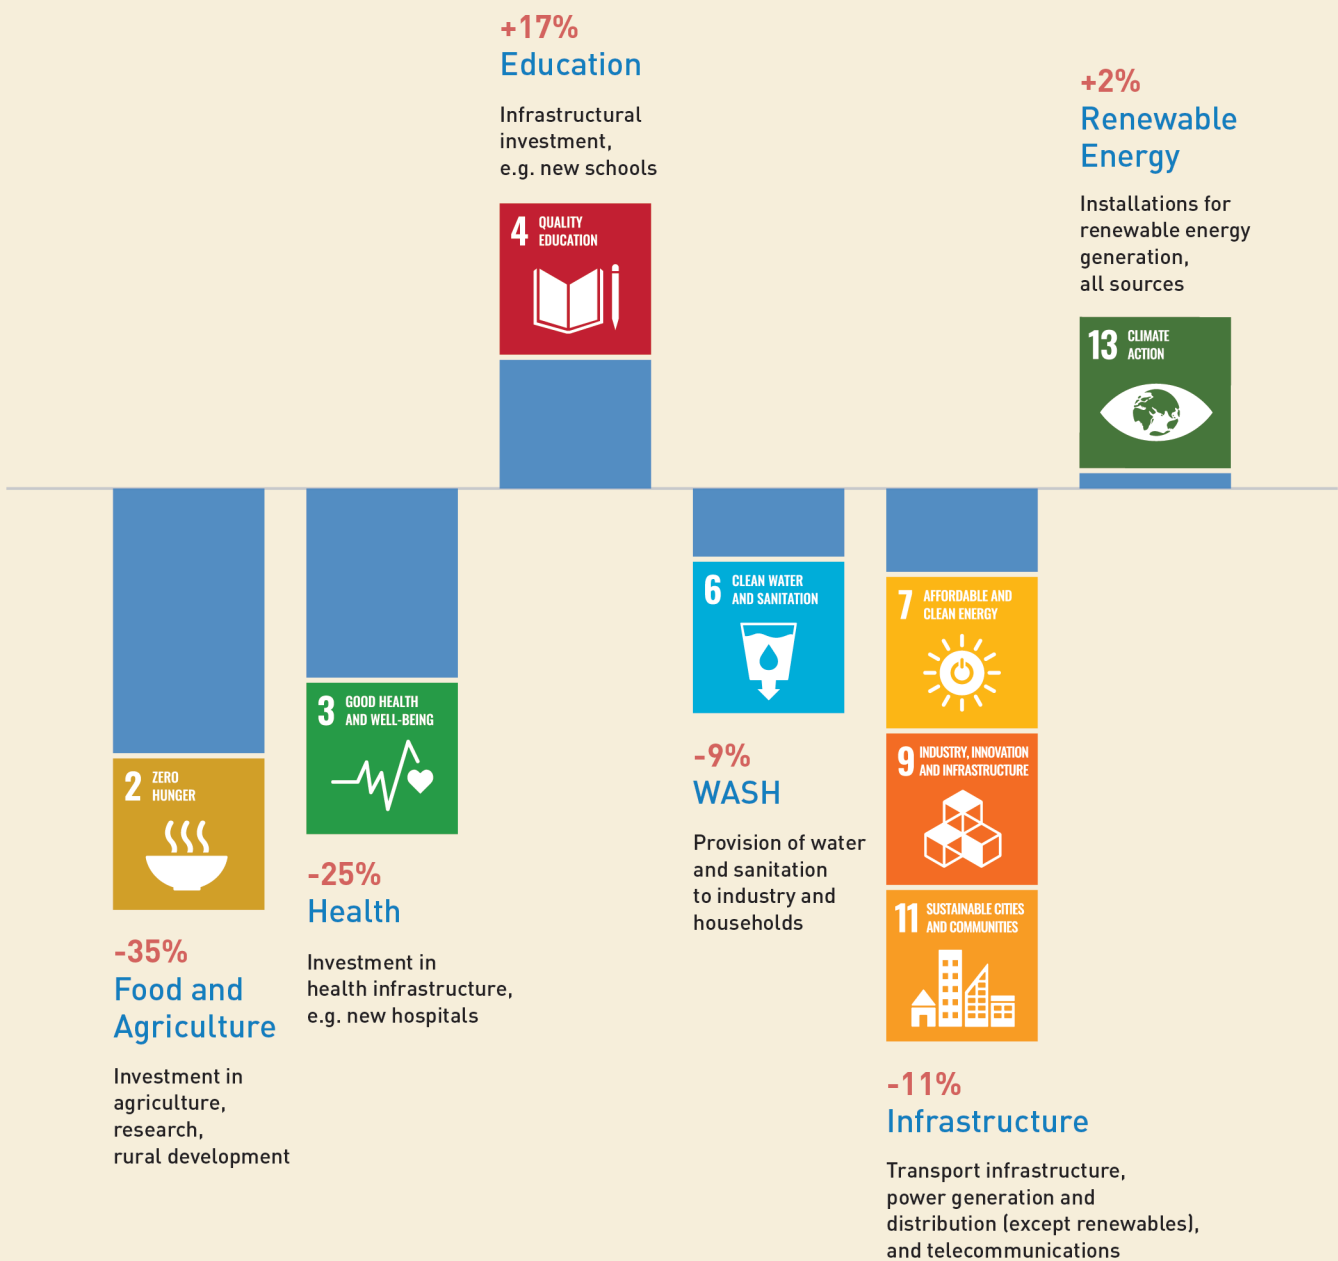 +17%
Education
Infrastructural
investment,
e.g. new schools
4 QUALITY
EDUCATION
+2%
Renewable
Energy
Installations for
renewable energy
generation,
all sources
13 CLIMATE
ACTION
2 ZERO
HUNGER
-35%
Food and
Agriculture
Investment in
agriculture,
research,
rural development
3 GOOD HEALTH
AND WELL-BEING
-25%
Health
Investment in
health infrastructure,
e.g. new hospitals
6 CLEAN WATER
AND SANITATION
-9%
WASH
Provision of water
and sanitation
to industry and
households
7 AFFORDABLE AND
CLEAN ENERGY
9 INDUSTRY, INNOVATION
AND INFRASTRUCTURE
11 SUSTAINABLE CITIES
AND COMMUNITIES
-11%
Infrastructure
Transport infrastructure,
power generation and
distribution (except renewables),
and telecommunications